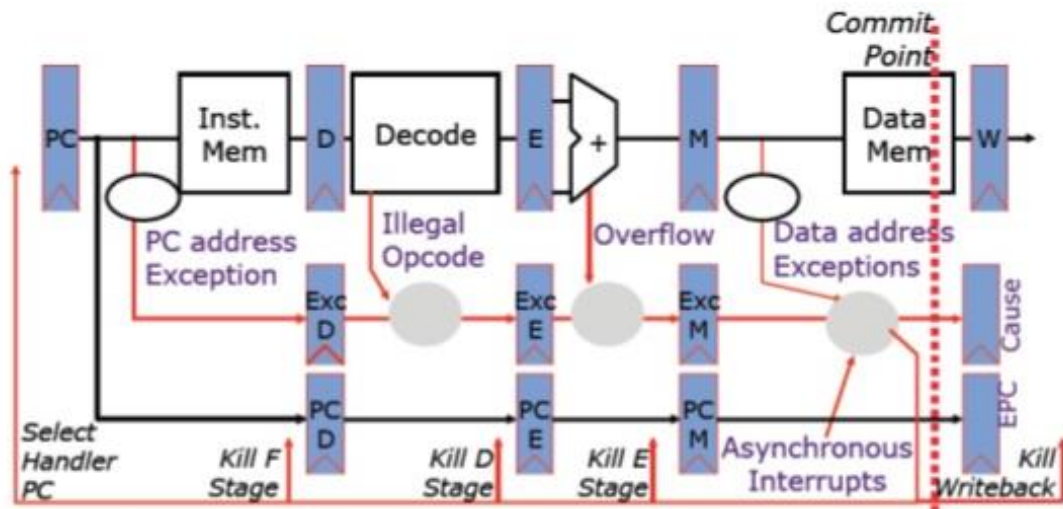 Commit
Point
PC
Inst.
Mem
D
Decode
E
+
M
Data
Mem
W
PC address
Exception
Illegal
Opcode
Overflow
Data address
Exceptions
Exc
D
Exc
E
Exc
M
Cause
PC
D
PC
E
PC
M
EPC
Select
Handler
PC
Kill F
Stage
Kill D
Stage
Kill E
Stage
Asynchronous
Interrupts
Kill
Writeback